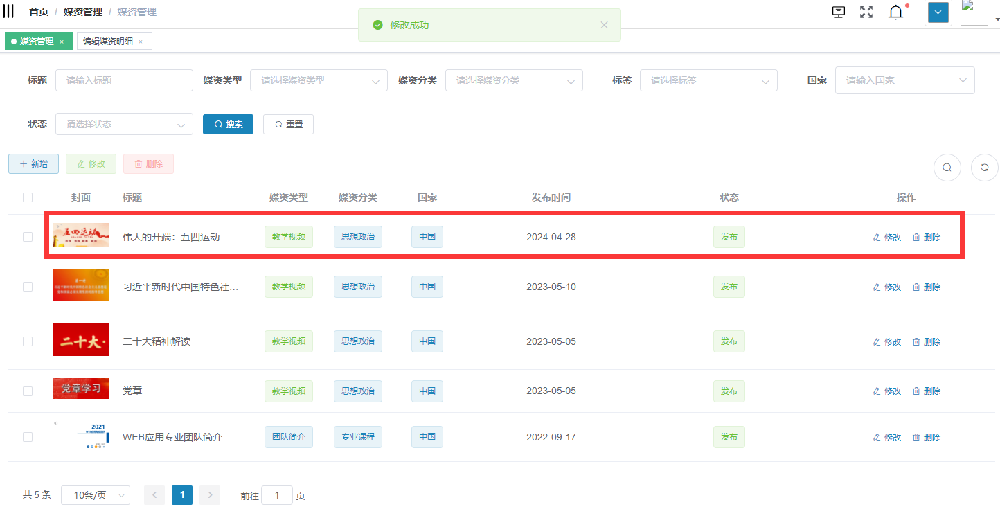 首页 / 媒资管理 / 媒资管理
修改成功
媒资管理 × 编辑媒资明细 ×
标题 请输入标题 媒资类型 请选择媒资类型 媒资分类 请选择媒资分类 标签 请选择标签 国家 请输入国家
状态 请选择状态 搜索 重置
+ 新增 修改 删除
封面 标题 媒资类型 媒资分类 国家 发布时间 状态 操作
五四运动 伟大的开端：五四运动 教学视频 思想政治 中国 2024-04-28 发布 修改 删除
习近平新时代中国特色社... 教学视频 思想政治 中国 2023-05-10 发布 修改 删除
二十大 二十大精神解读 教学视频 思想政治 中国 2023-05-05 发布 修改 删除
党章学习 党章 教学视频 思想政治 中国 2023-05-05 发布 修改 删除
2021 WEB应用专业团队简介 团队简介 专业课程 中国 2022-09-17 发布 修改 删除
共 5 条 10条/页 1 前往 1 页